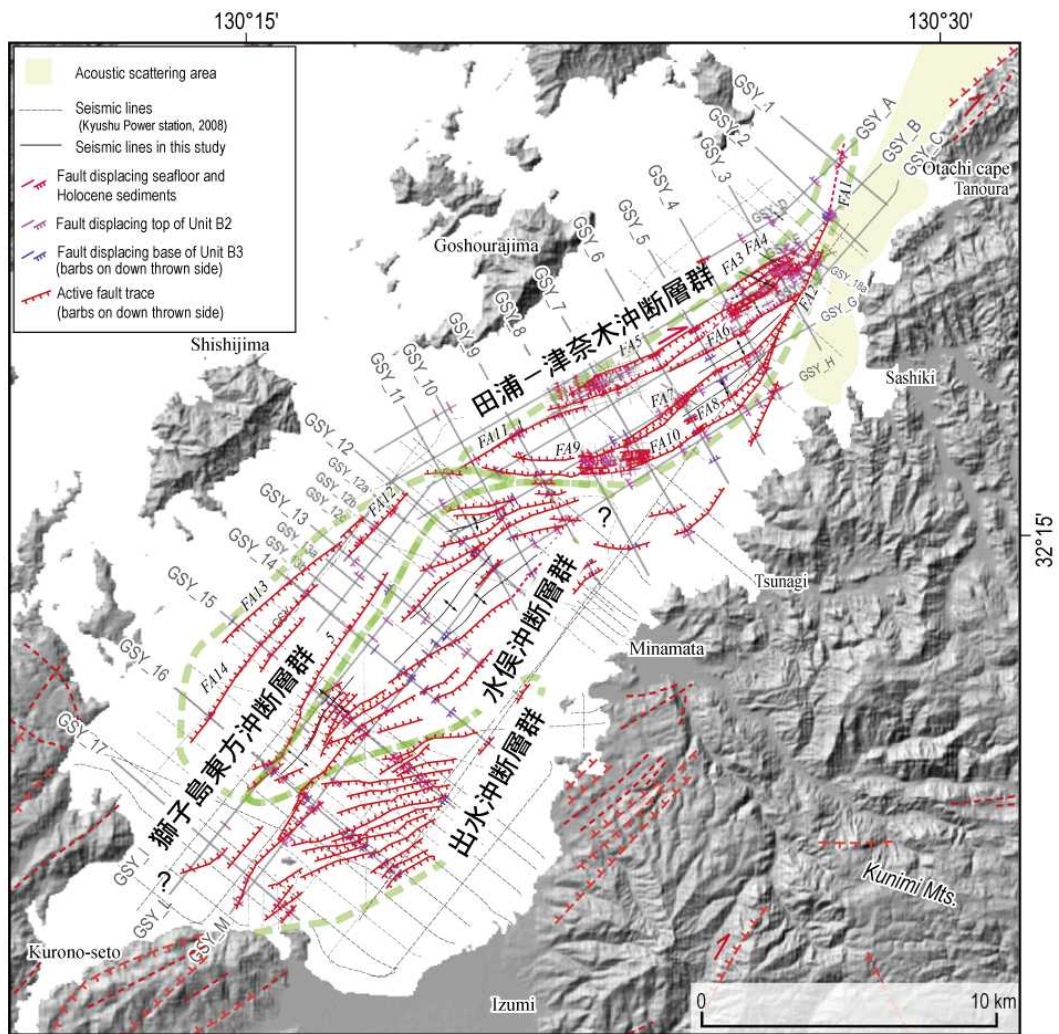 130°15'
130°30'
Acoustic scattering area
Seismic lines
(Kyushu Power station, 2008)
Seismic lines in this study
Fault displacing seafloor and
Holocene sediments
Fault displacing top of Unit B2
Fault displacing base of Unit B3
(barbs on down thrown side)
Active fault trace
(barbs on down thrown side)
GSY_1
GSY_2
GSY_3
GSY_4
GSY_5
GSY_6
GSY_7
GSY_8
GSY_9
GSY_10
GSY_11
GSY_12
GSY_12a
GSY_12b
GSY_12c
GSY_13
GSY_14
GSY_15
GSY_16
GSY_17
GSY_A
GSY_B
GSY_C
GSY_G
GSY_18a
GSY_H
GSY_I
GSY_L
GSY_M
Otachi cape
Tanoura
Goshourajima
Shishijima
Sashiki
Tsunagi
Minamata
Kunimi Mts.
Kurono-seto
Izumi
FA1
FA2
FA3
FA4
FA5
FA6
FA7
FA8
FA9
FA10
FA11
FA12
FA13
FA14
5
田浦－津奈木沖断層群
水俣沖断層群
出水沖断層群
獅子島東方沖断層群
?
?
32°15'
0
10 km